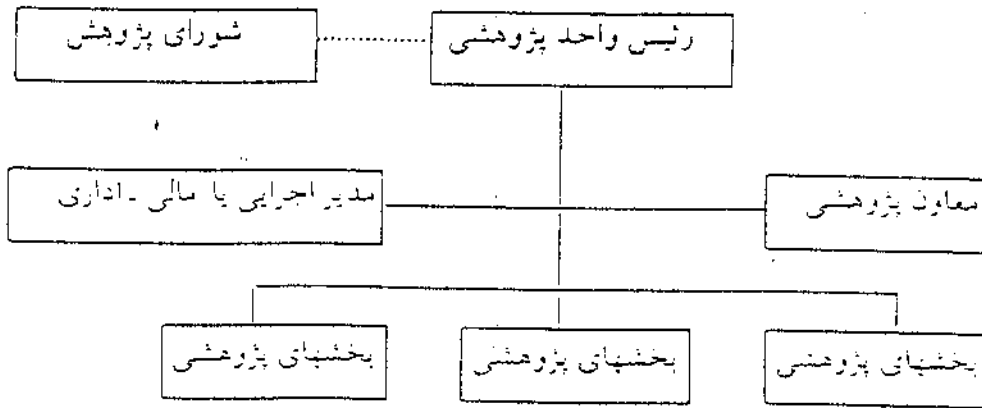 رئیس واحد پژوهشی
شورای پژوهش
معاون پژوهشی
مدیر اجرایی یا مالی ـ اداری
بخشهای پژوهشی
بخشهای پژوهشی
بخشهای پژوهشی